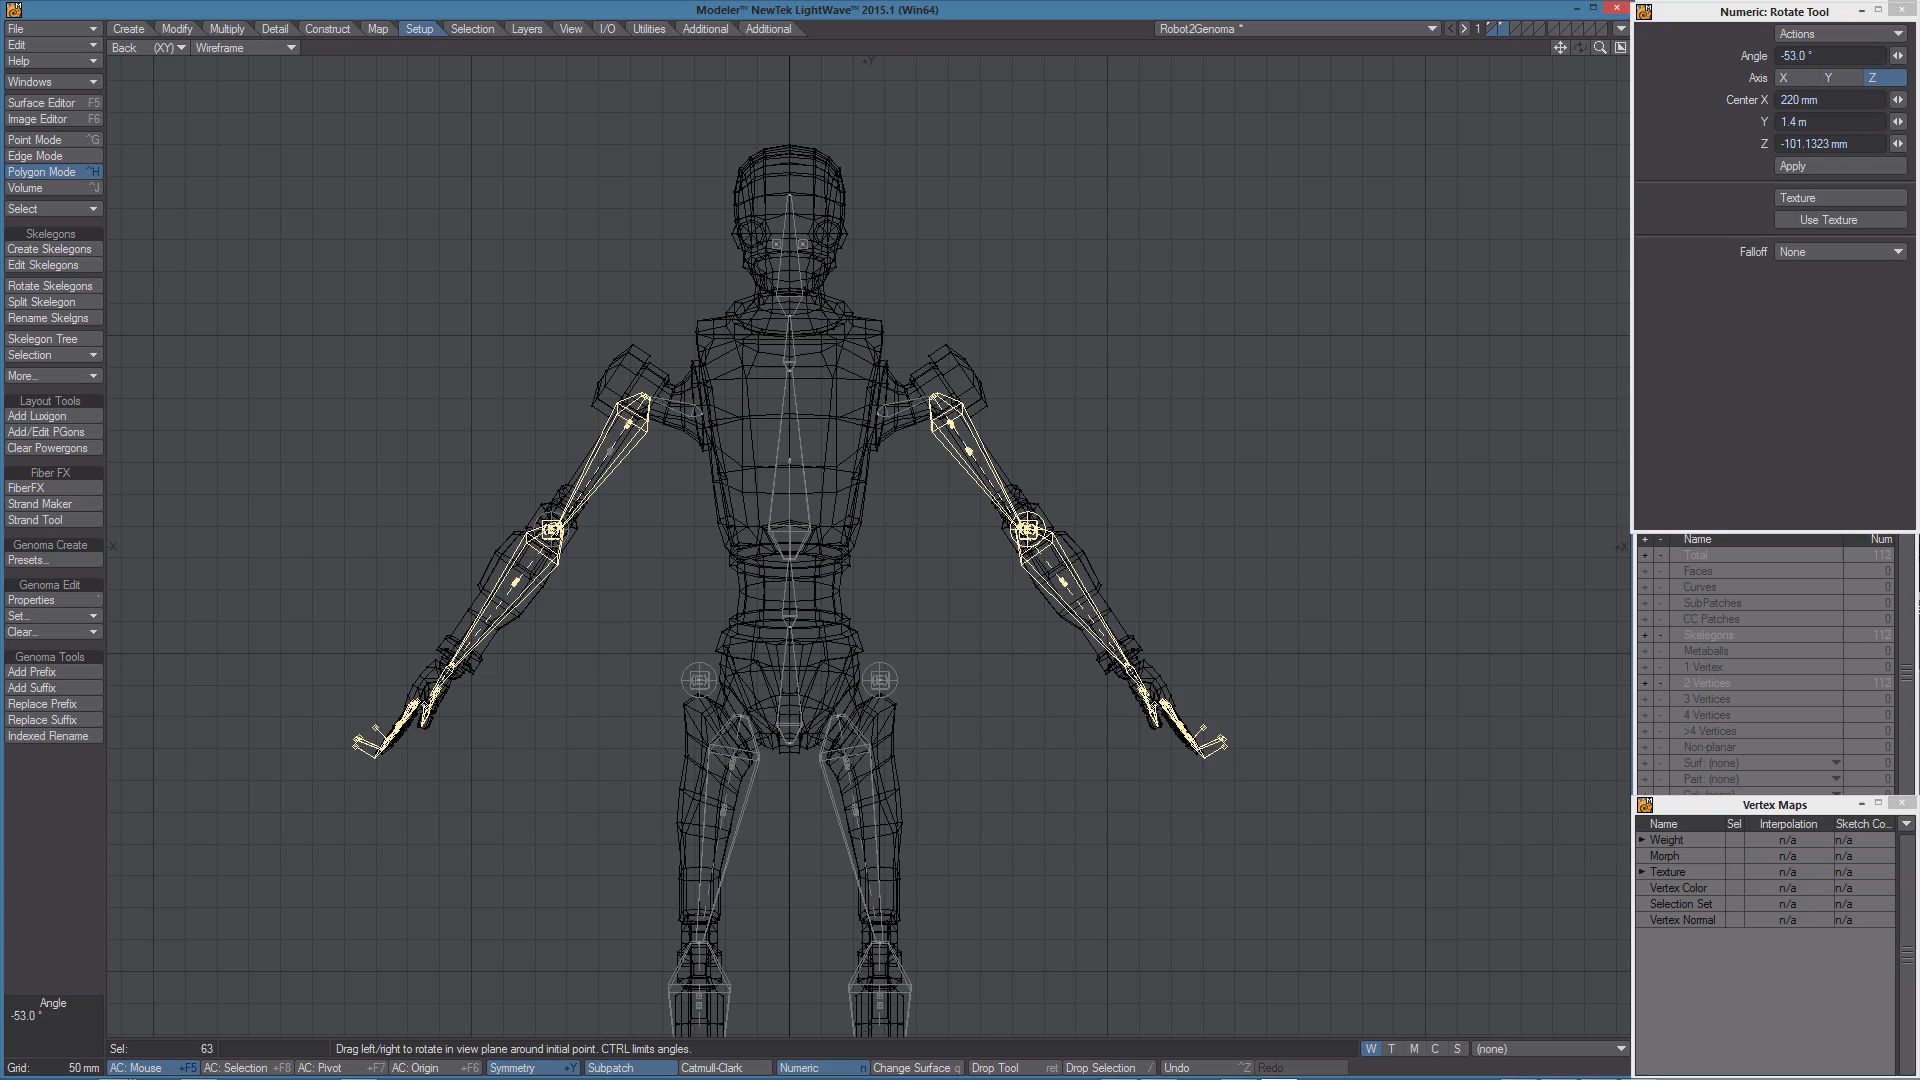 Modeler™ NewTek LightWave™ 2015.1 (Win64)
File
Edit
Help
Windows
Surface Editor F5
Image Editor F6
Point Mode ^G
Edge Mode
Polygon Mode ^H
Volume ^J
Select
Skelegons
Create Skelegons
Edit Skelegons
Rotate Skelegons
Split Skelegon
Rename Skelgns
Skelegon Tree
Selection
More...
Layout Tools
Add Luxigon
Add/Edit PGons
Clear Powergons
Fiber FX
FiberFX
Strand Maker
Strand Tool
Genoma Create
Presets...
Genoma Edit
Properties
Set...
Clear...
Genoma Tools
Add Prefix
Add Suffix
Replace Prefix
Replace Suffix
Indexed Rename
Angle
-53.0 °
Create Modify Multiply Detail Construct Map Setup Selection Layers View I/O Utilities Additional Additional Robot2Genoma * < > 1
Back (XY) Wireframe
+Y
-X
Sel: 63 Drag left/right to rotate in view plane around initial point. CTRL limits angles. W T M C S (none)
Grid: 50 mm AC: Mouse +F5 AC: Selection +F8 AC: Pivot +F7 AC: Origin +F6 Symmetry +Y Subpatch Catmull-Clark Numeric n Change Surface q Drop Tool ret Drop Selection / Undo ^Z Redo
Numeric: Rotate Tool
Actions
Angle -53.0 °
Axis X Y Z
Center X 220 mm
Y 1.4 m
Z -101.1323 mm
Apply
Texture
Use Texture
Falloff None
+ - Name Num
+ - Total 112
+ - Faces 0
+ - Curves 0
+ - SubPatches 0
+ - CC Patches 0
+ - Skelegons 112
+ - Metaballs 0
+ - 1 Vertex 0
+ - 2 Vertices 112
+ - 3 Vertices 0
+ - 4 Vertices 0
+ - >4 Vertices 0
+ - Non-planar 0
+ - Surf: (none) 0
+ - Part: (none) 0
Vertex Maps
Name Sel Interpolation Sketch Co...
Weight n/a n/a
Morph n/a n/a
Texture n/a n/a
Vertex Color n/a n/a
Selection Set n/a n/a
Vertex Normal n/a n/a